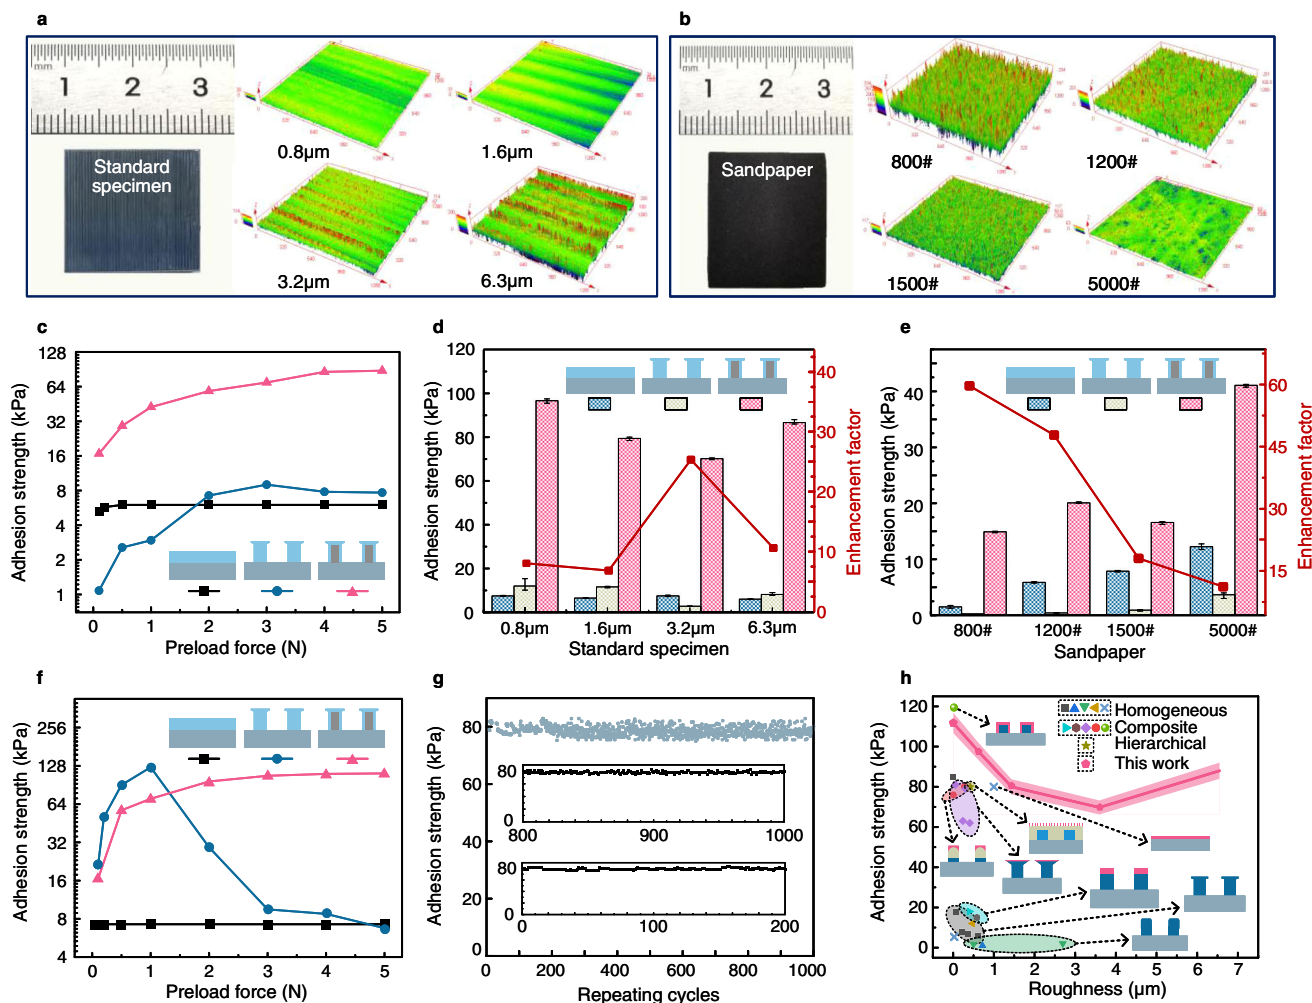 a
b
mm 1 2 3
Standard
specimen
0.8µm
1.6µm
3.2µm
6.3µm
mm 1 2 3
Sandpaper
800#
1200#
1500#
5000#
c
Adhesion strength (kPa)
128
64
32
16
8
4
2
1
0 1 2 3 4 5
Preload force (N)
d
Adhesion strength (kPa)
120
100
80
60
40
20
0
40
30
20
10
0
Enhancement factor
0.8µm 1.6µm 3.2µm 6.3µm
Standard specimen
e
Adhesion strength (kPa)
40
30
20
10
0
60
45
30
15
Enhancement factor
800# 1200# 1500# 5000#
Sandpaper
f
Adhesion strength (kPa)
256
128
64
32
16
8
4
0 1 2 3 4 5
Preload force (N)
g
Adhesion strength (kPa)
80
60
40
20
0
80
0
800 900 1000
80
0
0 100 200
0 200 400 600 800 1000
Repeating cycles
h
Adhesion strength (kPa)
120
100
80
60
40
20
0
Homogeneous
Composite
Hierarchical
This work
0 1 2 3 4 5 6 7
Roughness (µm)